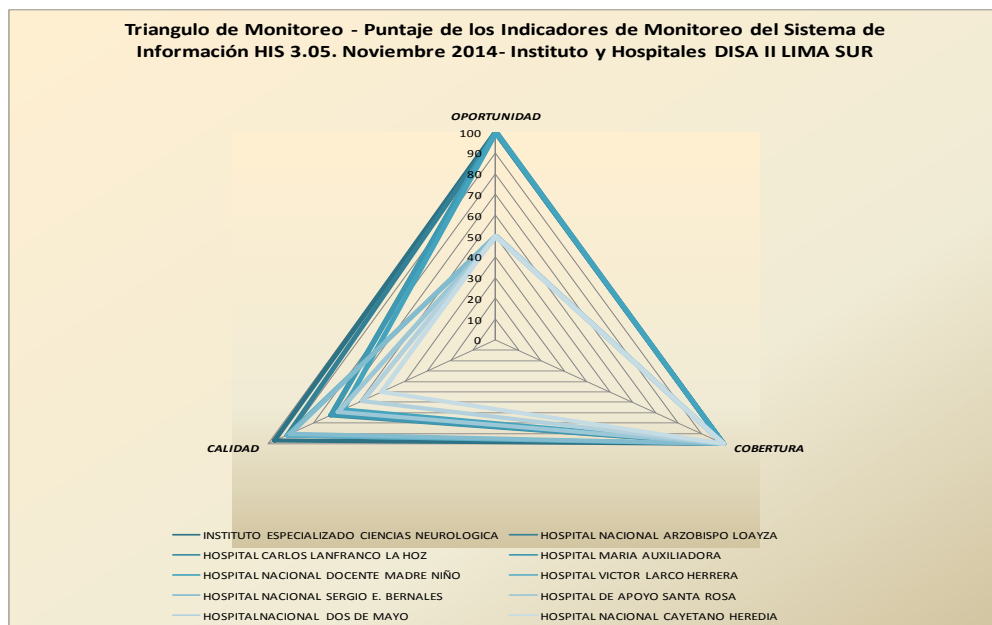 Triangulo de Monitoreo - Puntaje de los Indicadores de Monitoreo del Sistema de
Información HIS 3.05. Noviembre 2014- Instituto y Hospitales DISA II LIMA SUR
OPORTUNIDAD
100
90
80
70
60
50
40
30
20
10
0
CALIDAD
COBERTURA
INSTITUTO ESPECIALIZADO CIENCIAS NEUROLOGICA
HOSPITAL NACIONAL ARZOBISPO LOAYZA
HOSPITAL CARLOS LANFRANCO LA HOZ
HOSPITAL MARIA AUXILIADORA
HOSPITAL NACIONAL DOCENTE MADRE NIÑO
HOSPITAL VICTOR LARCO HERRERA
HOSPITAL NACIONAL SERGIO E. BERNALES
HOSPITAL DE APOYO SANTA ROSA
HOSPITALNACIONAL DOS DE MAYO
HOSPITAL NACIONAL CAYETANO HEREDIA